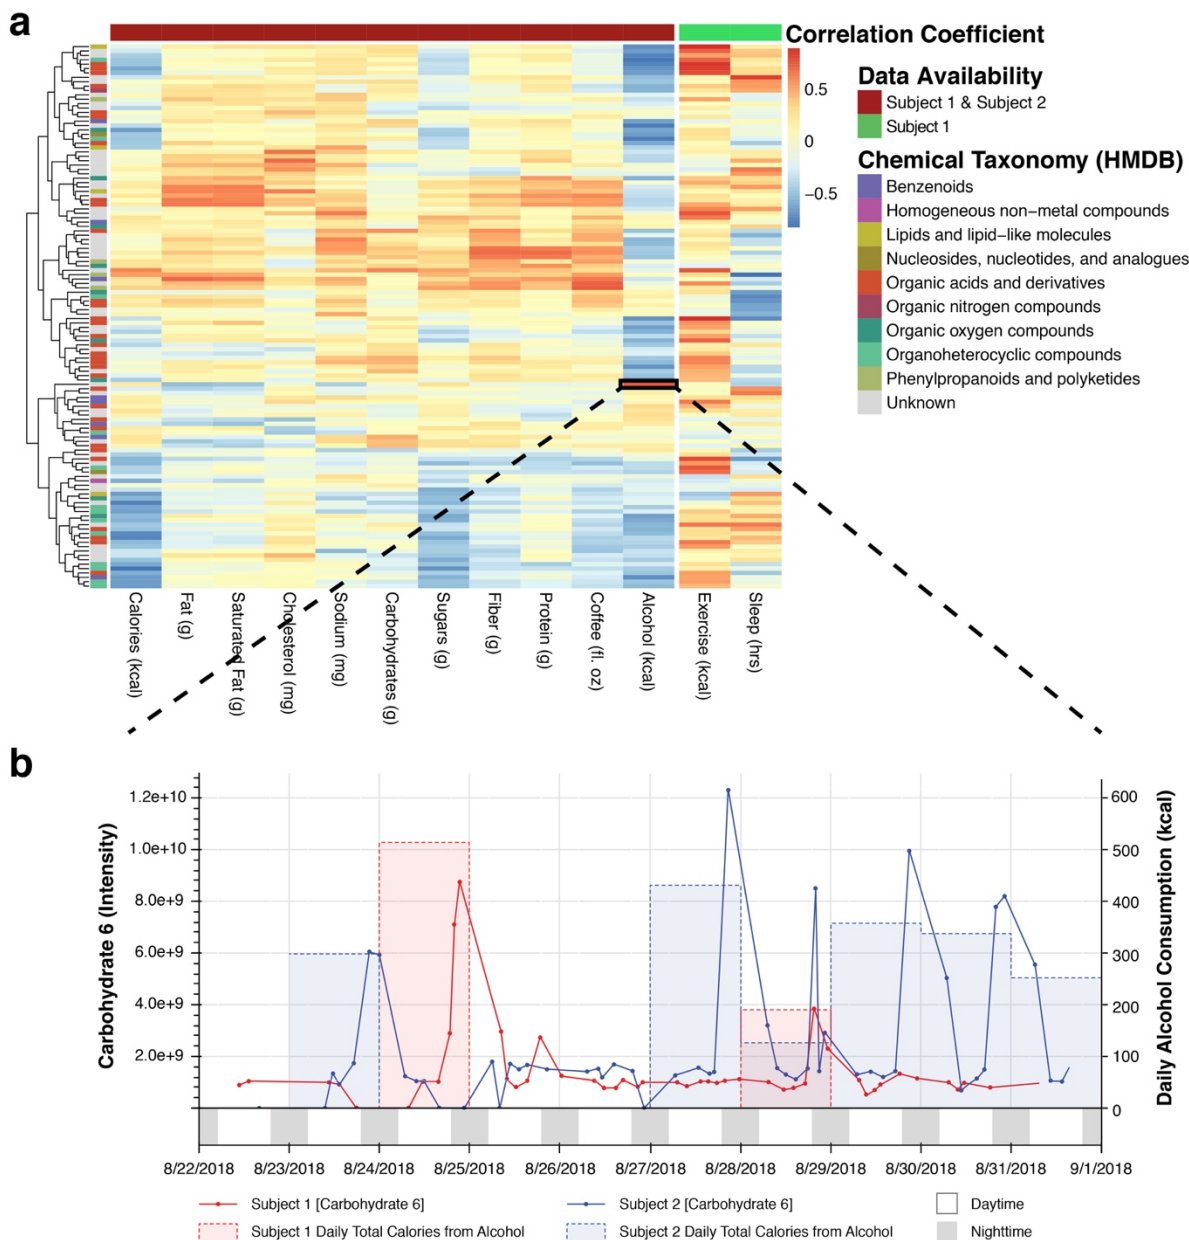 a
Correlation Coefficient
0.5
0
−0.5
Data Availability
Subject 1 & Subject 2
Subject 1
Chemical Taxonomy (HMDB)
Benzenoids
Homogeneous non−metal compounds
Lipids and lipid−like molecules
Nucleosides, nucleotides, and analogues
Organic acids and derivatives
Organic nitrogen compounds
Organic oxygen compounds
Organoheterocyclic compounds
Phenylpropanoids and polyketides
Unknown
Calories (kcal)
Fat (g)
Saturated Fat (g)
Cholesterol (mg)
Sodium (mg)
Carbohydrates (g)
Sugars (g)
Fiber (g)
Protein (g)
Coffee (fl. oz)
Alcohol (kcal)
Exercise (kcal)
Sleep (hrs)
b
Carbohydrate 6 (Intensity)
1.2e+10
1.0e+10
8.0e+9
6.0e+9
4.0e+9
2.0e+9
600
500
400
300
200
100
0
Daily Alcohol Consumption (kcal)
8/22/2018
8/23/2018
8/24/2018
8/25/2018
8/26/2018
8/27/2018
8/28/2018
8/29/2018
8/30/2018
8/31/2018
9/1/2018
Subject 1 [Carbohydrate 6]
Subject 2 [Carbohydrate 6]
Daytime
Subject 1 Daily Total Calories from Alcohol
Subject 2 Daily Total Calories from Alcohol
Nighttime